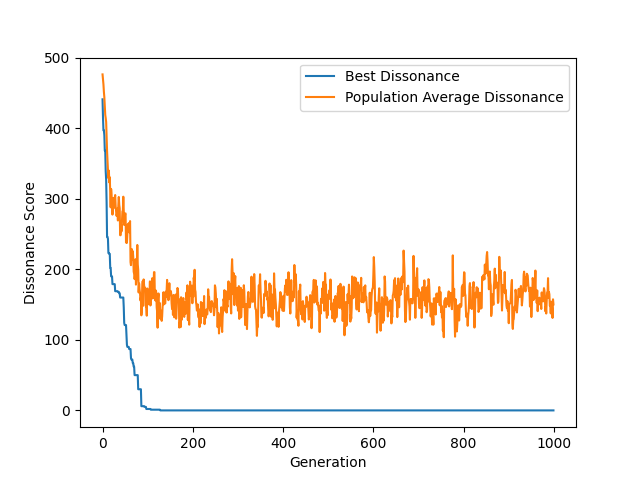 Best Dissonance
Population Average Dissonance
500
400
300
200
100
0
Dissonance Score
0 200 400 600 800 1000
Generation